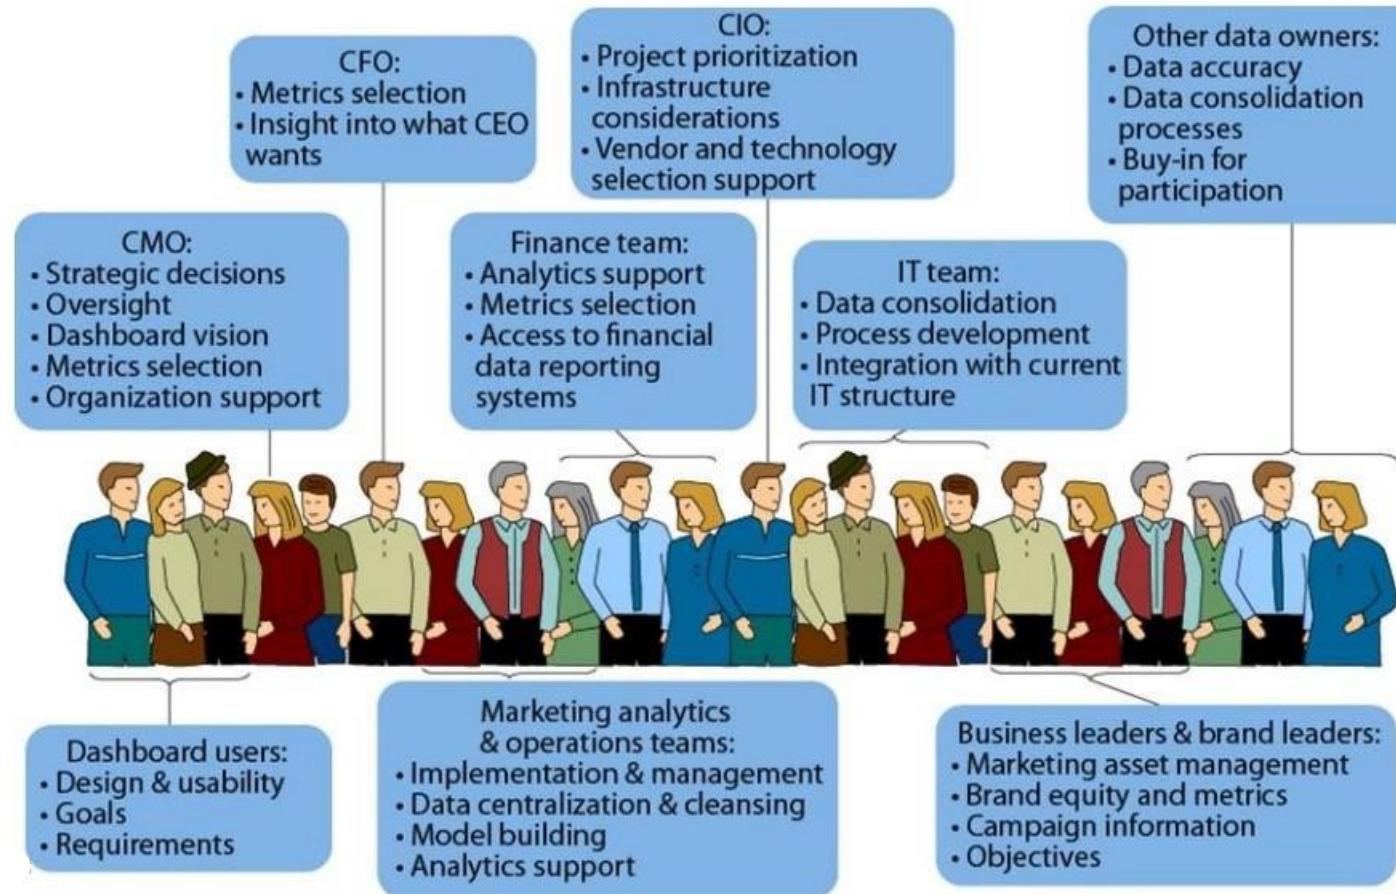 CFO:
• Metrics selection
• Insight into what CEO
wants
CIO:
• Project prioritization
• Infrastructure
considerations
• Vendor and technology
selection support
Other data owners:
• Data accuracy
• Data consolidation
processes
• Buy-in for
participation
CMO:
• Strategic decisions
• Oversight
• Dashboard vision
• Metrics selection
• Organization support
Finance team:
• Analytics support
• Metrics selection
• Access to financial
data reporting
systems
IT team:
• Data consolidation
• Process development
• Integration with current
IT structure
Dashboard users:
• Design & usability
• Goals
• Requirements
Marketing analytics
& operations teams:
• Implementation & management
• Data centralization & cleansing
• Model building
• Analytics support
Business leaders & brand leaders:
• Marketing asset management
• Brand equity and metrics
• Campaign information
• Objectives